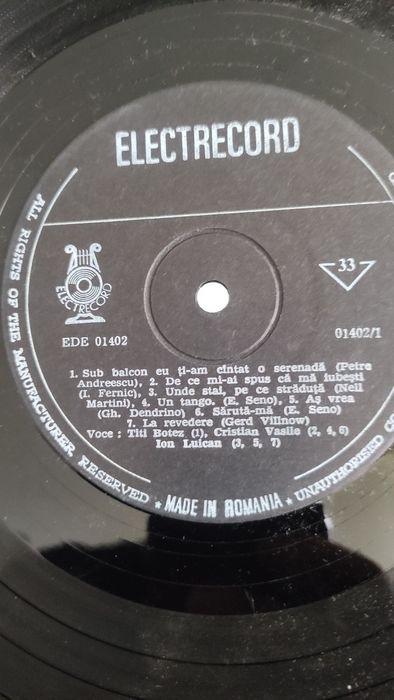 ELECTRECORD
33
ELECTRECORD
EDE 01402
01402/1
1. Sub balcon eu ți-am cîntat o serenadă (Petre
Andreescu), 2. De ce mi-ai spus că mă iubești
(I. Fernic), 3. Unde stai, pe ce străduță (Neil
Martini), 4. Un tango. (E. Seno), 5. Aș vrea
(Gh. Dendrino) 6. Sărută-mă (E. Seno)
7. La revedere (Gerd Villnow)
Voce : Titi Botez (1), Cristian Vasile (2, 4, 6)
Ion Luican (3, 5, 7)
ALL RIGHTS OF THE MANUFACTURER, RESERVED ★ MADE IN ROMANIA ★ UNAUTHORISED